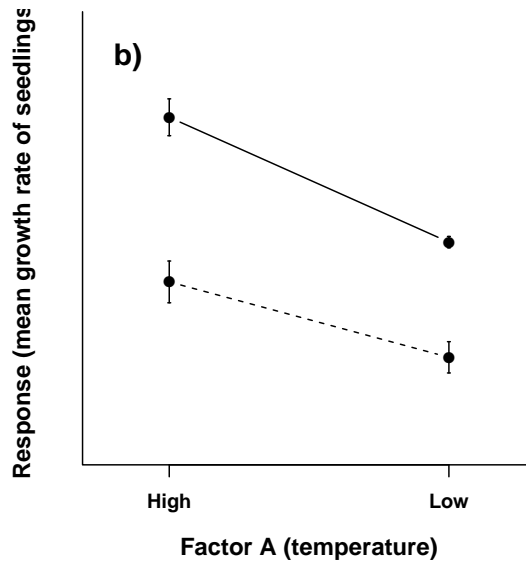 b)
Response (mean growth rate of seedlings
High Low
Factor A (temperature)